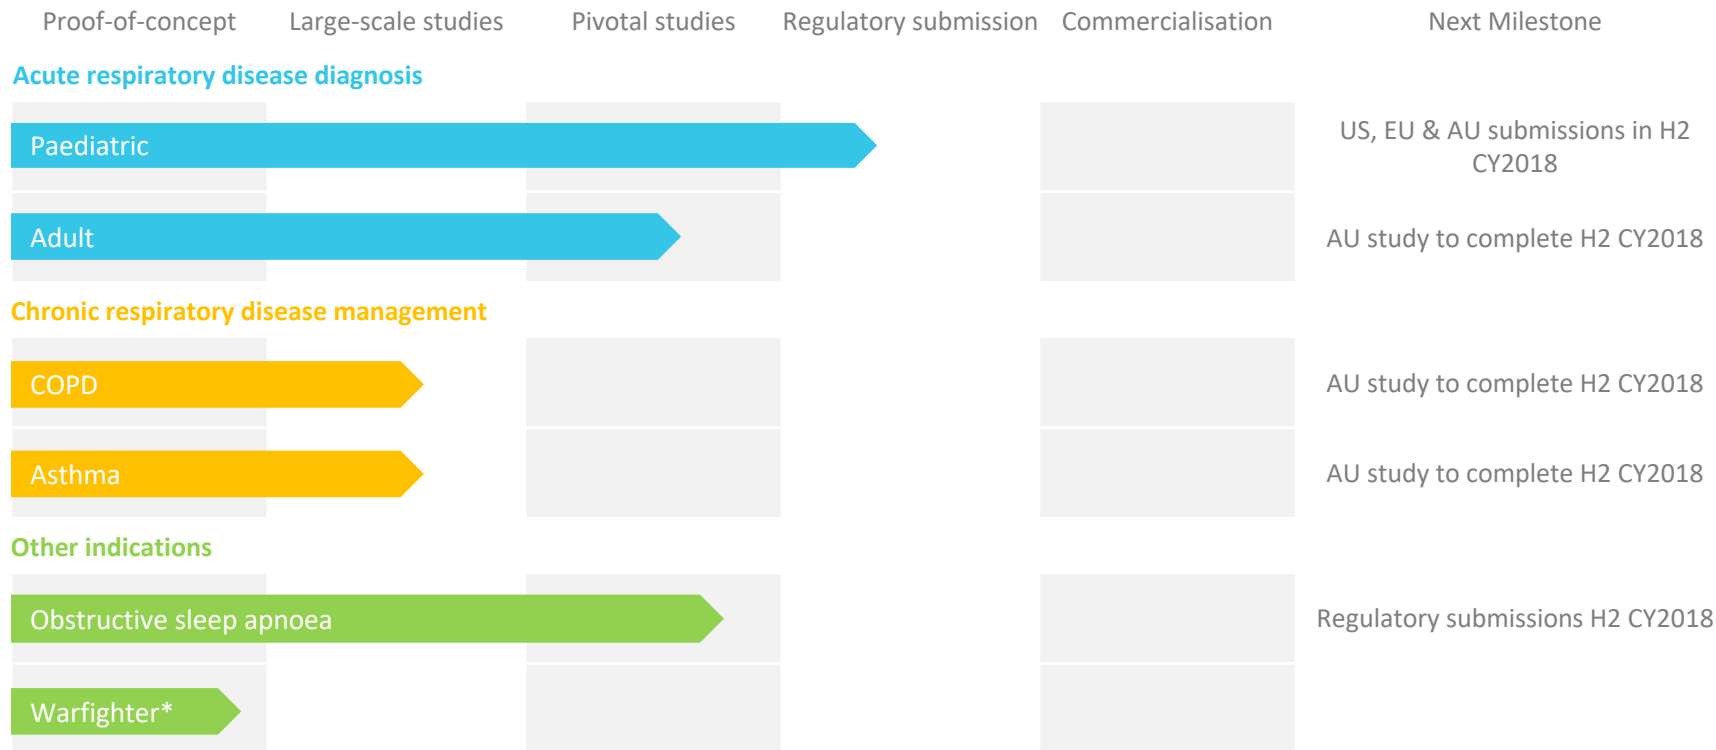 Proof-of-concept Large-scale studies Pivotal studies Regulatory submission Commercialisation Next Milestone
Acute respiratory disease diagnosis
Paediatric
US, EU & AU submissions in H2
CY2018
Adult
AU study to complete H2 CY2018
Chronic respiratory disease management
COPD
AU study to complete H2 CY2018
Asthma
AU study to complete H2 CY2018
Other indications
Obstructive sleep apnoea
Regulatory submissions H2 CY2018
Warfighter*